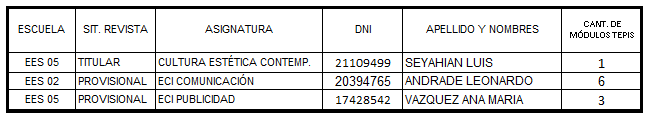 ESCUELA SIT. REVISTA ASIGNATURA DNI APELLIDO Y NOMBRES CANT. DE MÓDULOS TEPIS
EES 05 TITULAR CULTURA ESTÉTICA CONTEMP. 21109499 SEYAHIAN LUIS 1
EES 02 PROVISIONAL ECI COMUNICACIÓN 20394765 ANDRADE LEONARDO 6
EES 05 PROVISIONAL ECI PUBLICIDAD 17428542 VAZQUEZ ANA MARIA 3